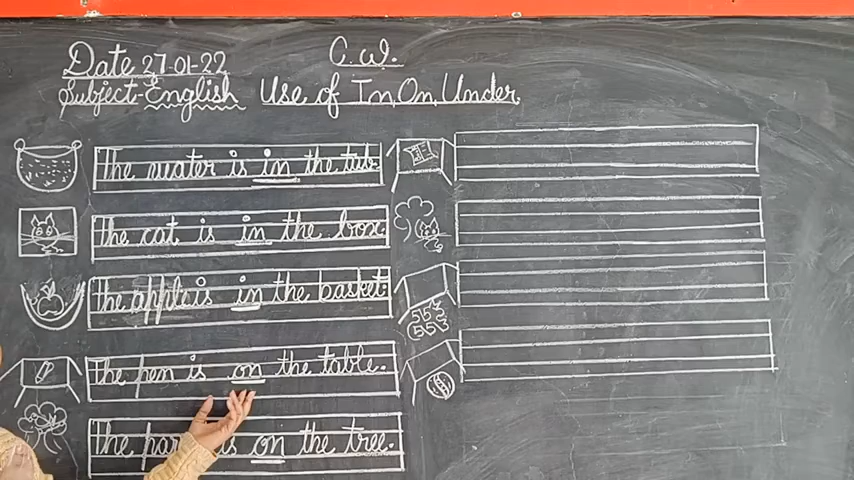 C.W.
Date 27-01-22
Subject-English Use of In, On, Under.
the water is in the tub.
the cat is in the box.
the apple is in the basket.
the pen is on the table.
the on the tree.